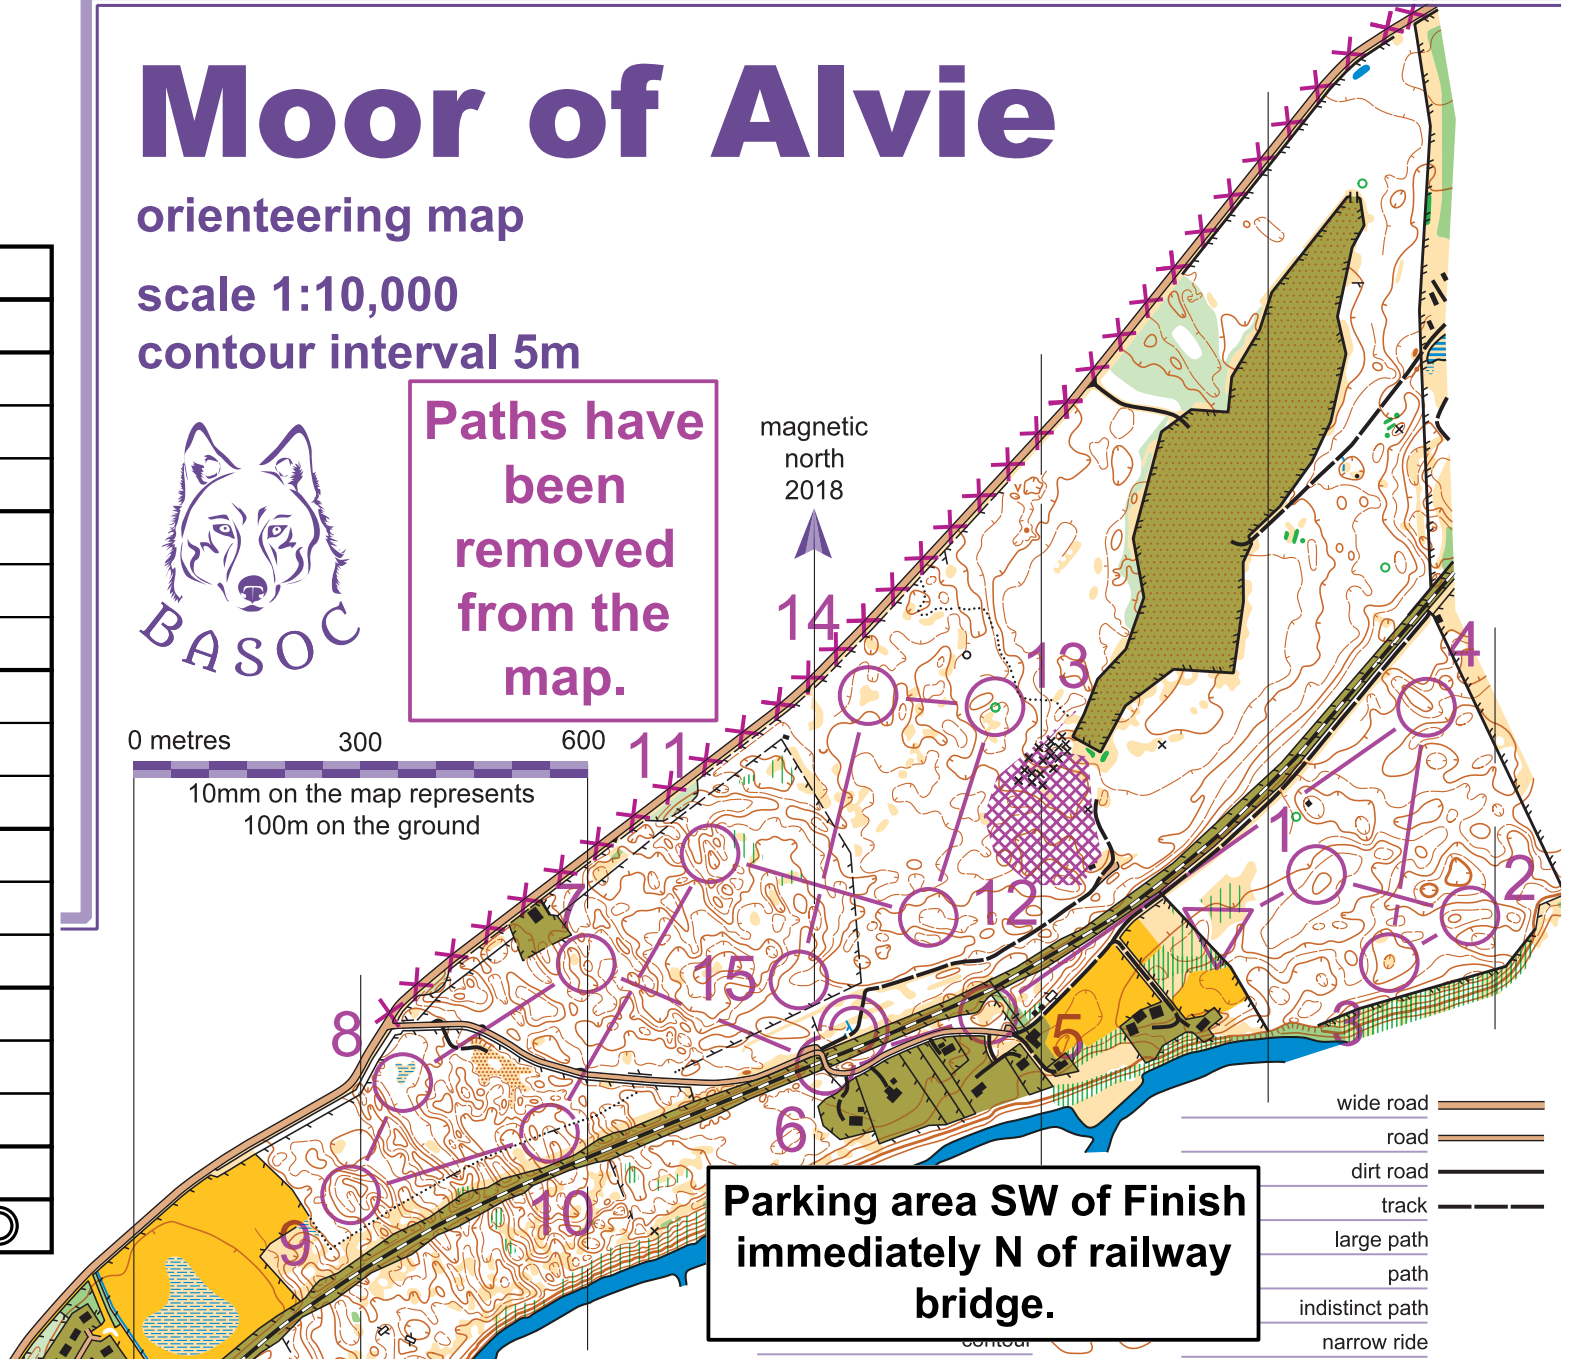 Moor of Alvie
orienteering map
scale 1:10,000
contour interval 5m
Paths have
been
removed
from the
map.
magnetic
north
2018
BASOC
0 metres 300 600
10mm on the map represents
100m on the ground
14
13
4
11
1
2
12
7
15
8
3
5
6
10
9
Parking area SW of Finish
immediately N of railway
bridge.
contour
wide road
road
dirt road
track
large path
path
indistinct path
narrow ride